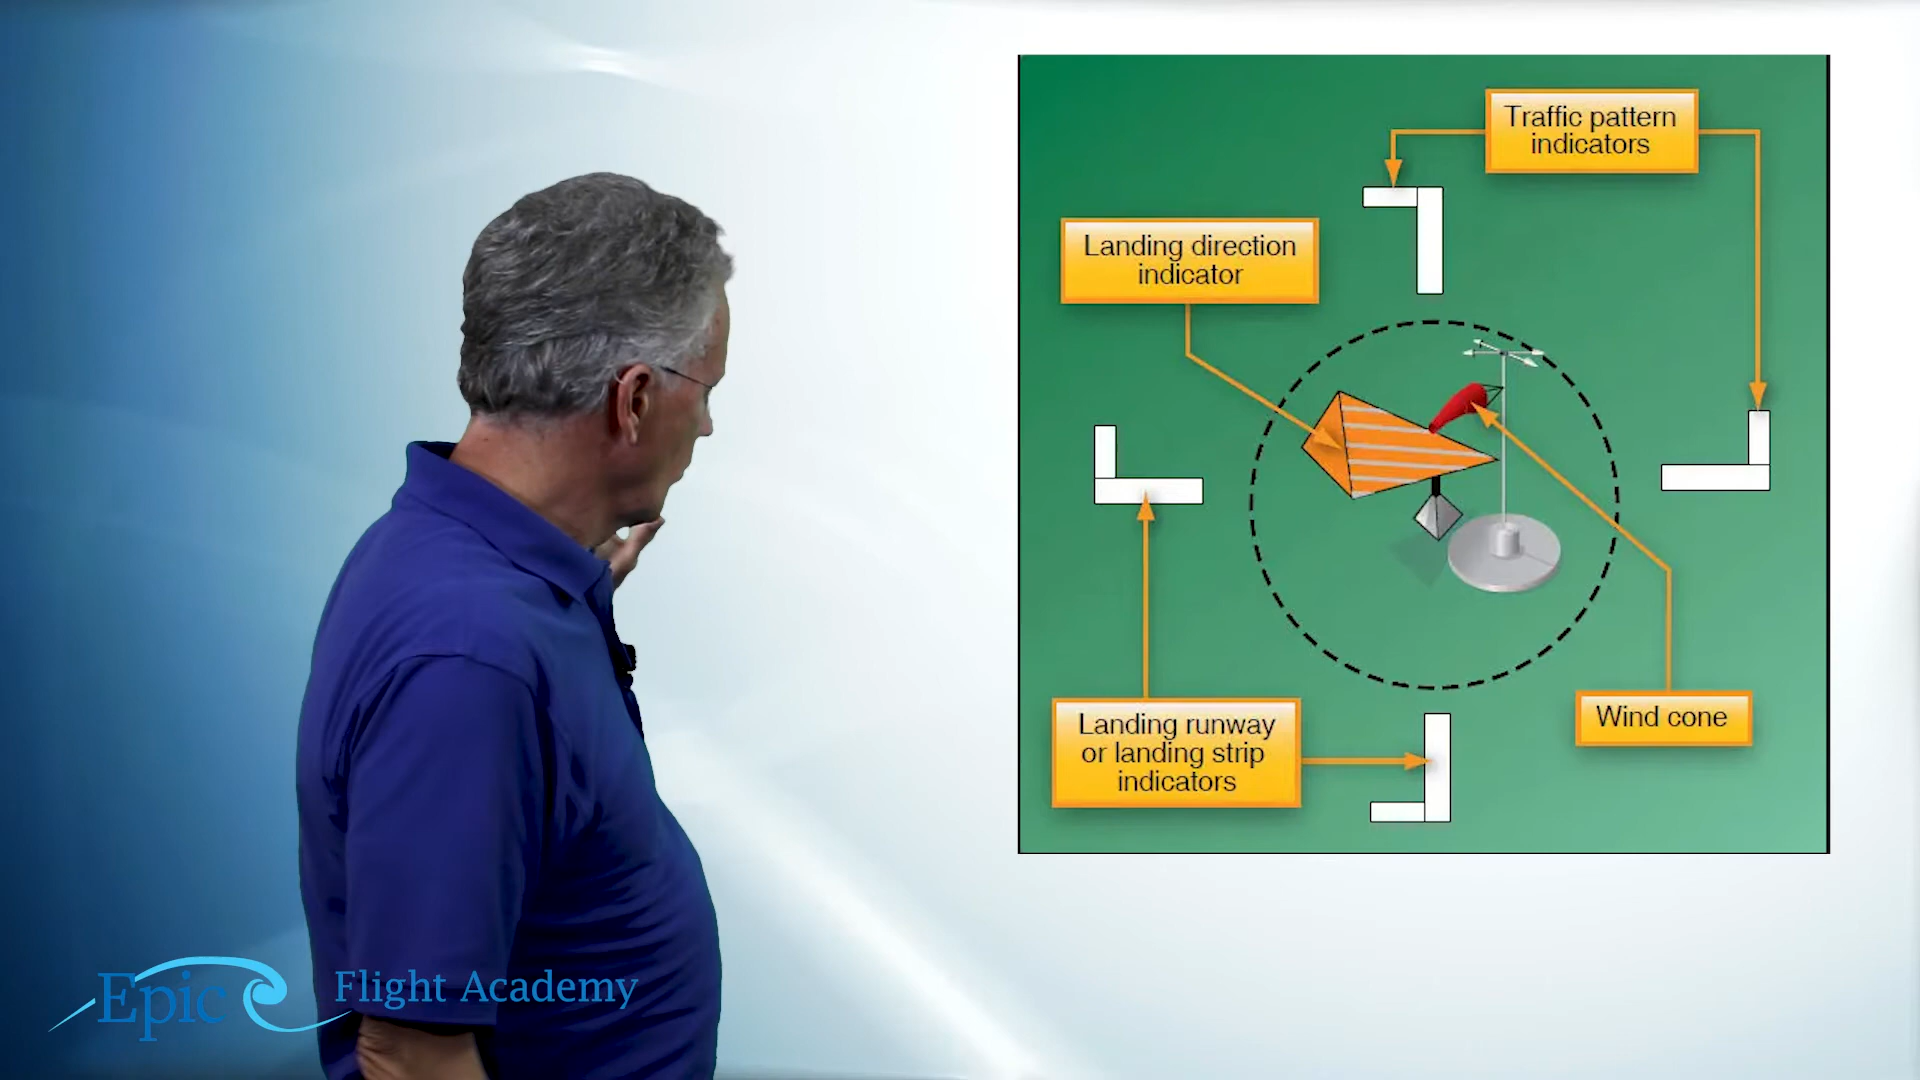 Traffic pattern
indicators
Landing direction
indicator
Landing runway
or landing strip
indicators
Wind cone
Epic Flight Academy